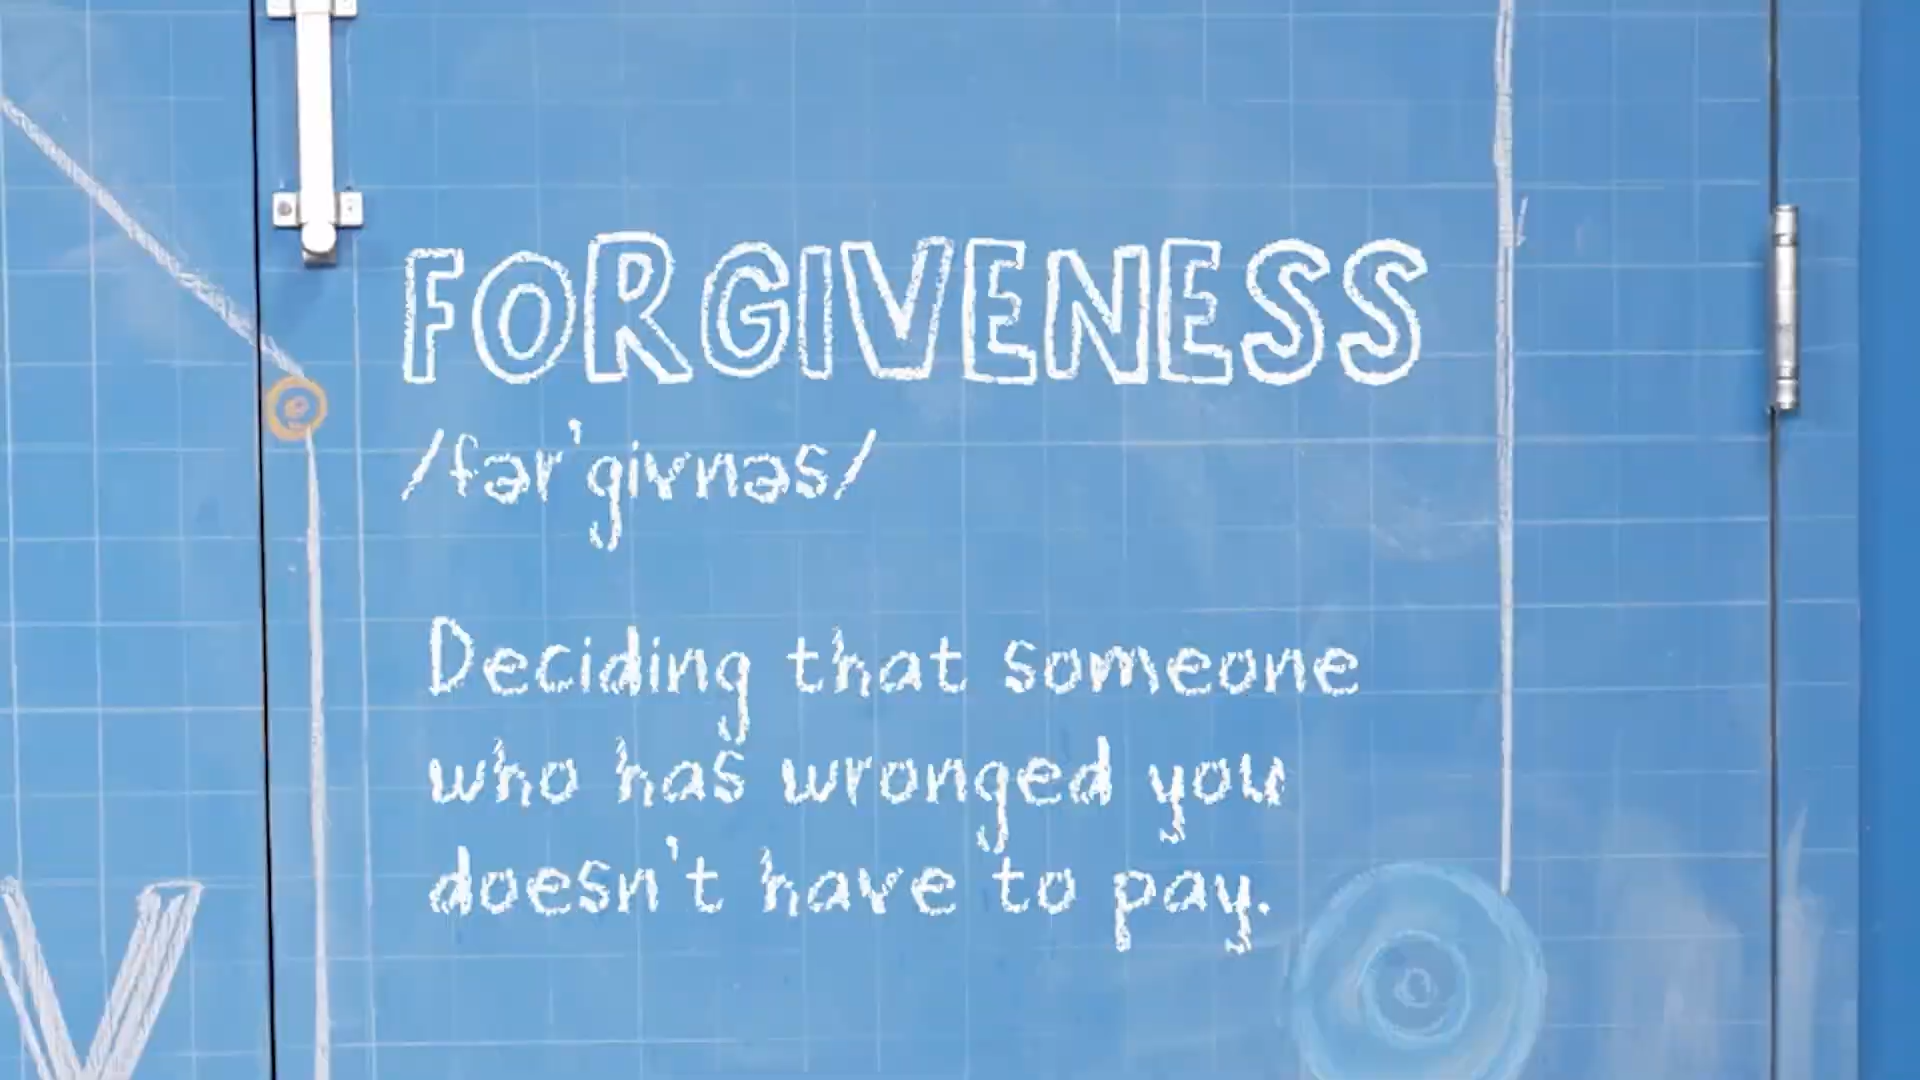 FORGIVENESS
/fər'givnəs/
Deciding that someone
who has wronged you
doesn't have to pay.